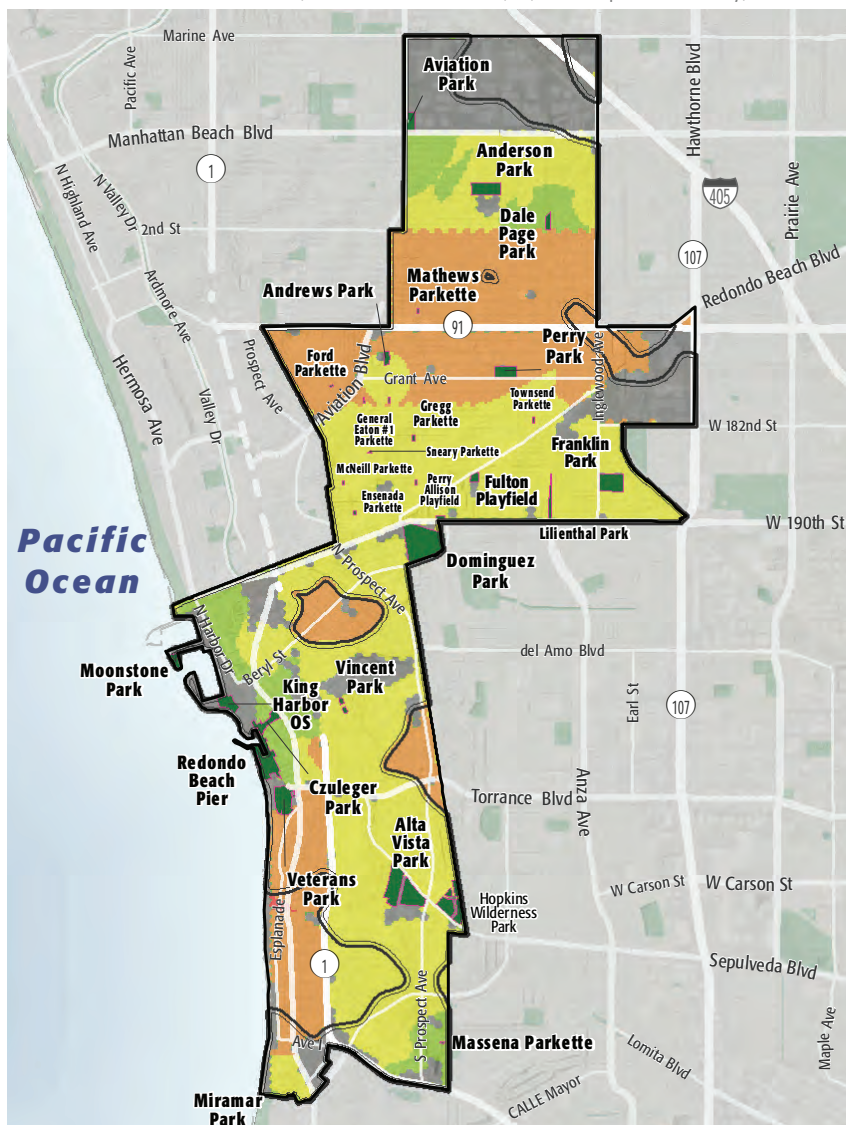 Marine Ave
Pacific Ave
Aviation
Park
Hawthorne Blvd
Manhattan Beach Blvd
1
N Highland Ave
N Valley Dr
Anderson
Park
405
Prairie Ave
2nd St
Dale
Page
Park
107
Redondo Beach Blvd
Ardmore Ave
Mathews
Parkette
Andrews Park
91
Perry
Park
Prospect Ave
Hermosa Ave
Valley Dr
Ford
Parkette
Aviation Blvd
Grant Ave
Inglewood Ave
Townsend
Parkette
Gregg
Parkette
General
Eaton #1
Parkette
W 182nd St
Franklin
Park
Sneary Parkette
McNeill Parkette
Perry
Allison
Playfield
Fulton
Playfield
Ensenada
Parkette
Pacific
Ocean
W 190th St
Lilienthal Park
N Prospect Ave
Dominguez
Park
N Harbor Dr
Beryl St
del Amo Blvd
Moonstone
Park
Vincent
Park
King
Harbor
OS
Earl St
107
Redondo
Beach
Pier
Czuleger
Park
Torrance Blvd
Anza Ave
Alta
Vista
Park
Veterans
Park
W Carson St
W Carson St
Hopkins
Wilderness
Park
Esplanade
1
Sepulveda Blvd
S Prospect Ave
Ave I
Massena Parkette
Lomita Blvd
Maple Ave
CALLE Mayor
Miramar
Park